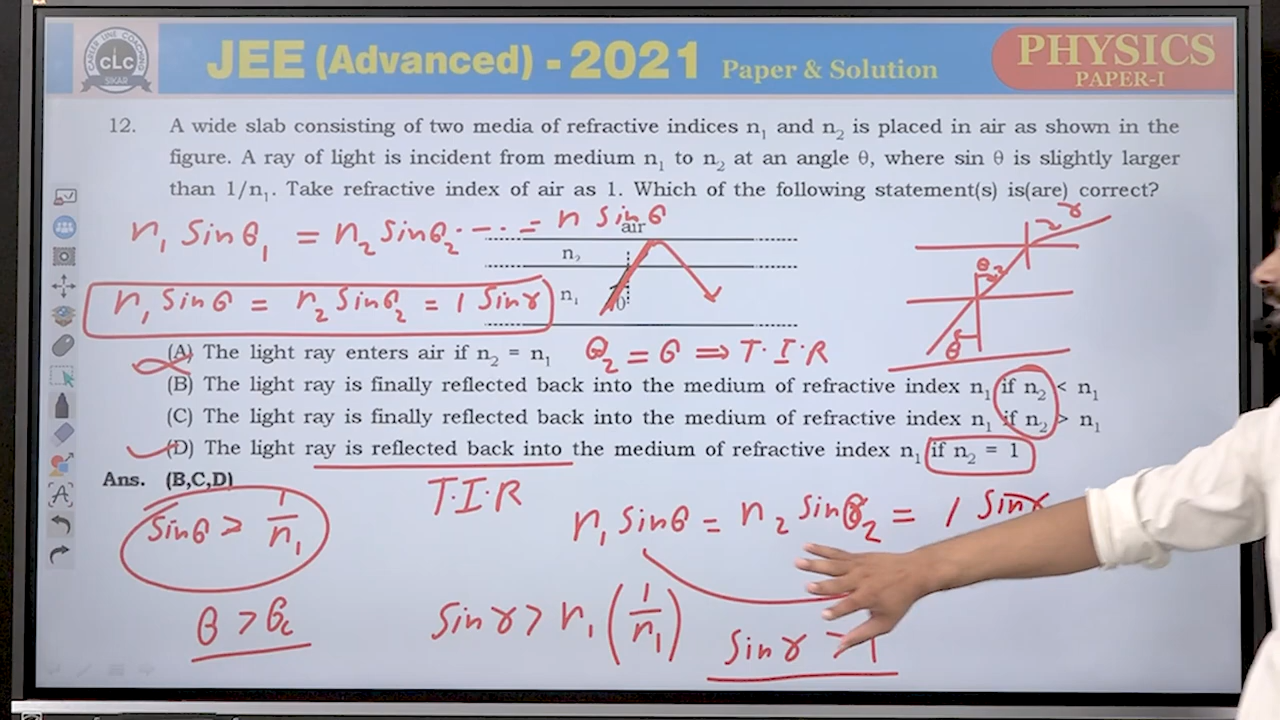 CAREER LINE COACHING
CLC
SIKAR
JEE (Advanced) - 2021 Paper & Solution
PHYSICS
PAPER-I
12. A wide slab consisting of two media of refractive indices n₁ and n₂ is placed in air as shown in the
figure. A ray of light is incident from medium n₁ to n₂ at an angle θ, where sin θ is slightly larger
than 1/n₁. Take refractive index of air as 1. Which of the following statement(s) is(are) correct?
n₁ Sinθ₁ = n₂ Sinθ₂ ---- = n Sinθ
air
n₂
n₁
θ
r
θ₂
θ
n₁ Sinθ = n₂ Sinθ₂ = 1 Sinr
(A) The light ray enters air if n₂ = n₁
θ₂ = θ ⇒ T.I.R
(B) The light ray is finally reflected back into the medium of refractive index n₁ if n₂ < n₁
(C) The light ray is finally reflected back into the medium of refractive index n₁ if n₂ > n₁
(D) The light ray is reflected back into the medium of refractive index n₁ if n₂ = 1
Ans. (B,C,D)
T.I.R
Sinθ > 1/n₁
n₁ Sinθ = n₂ Sinθ₂ = 1 Sinr
θ > θc
Sinr > n₁ (1/n₁)
Sinr > 1